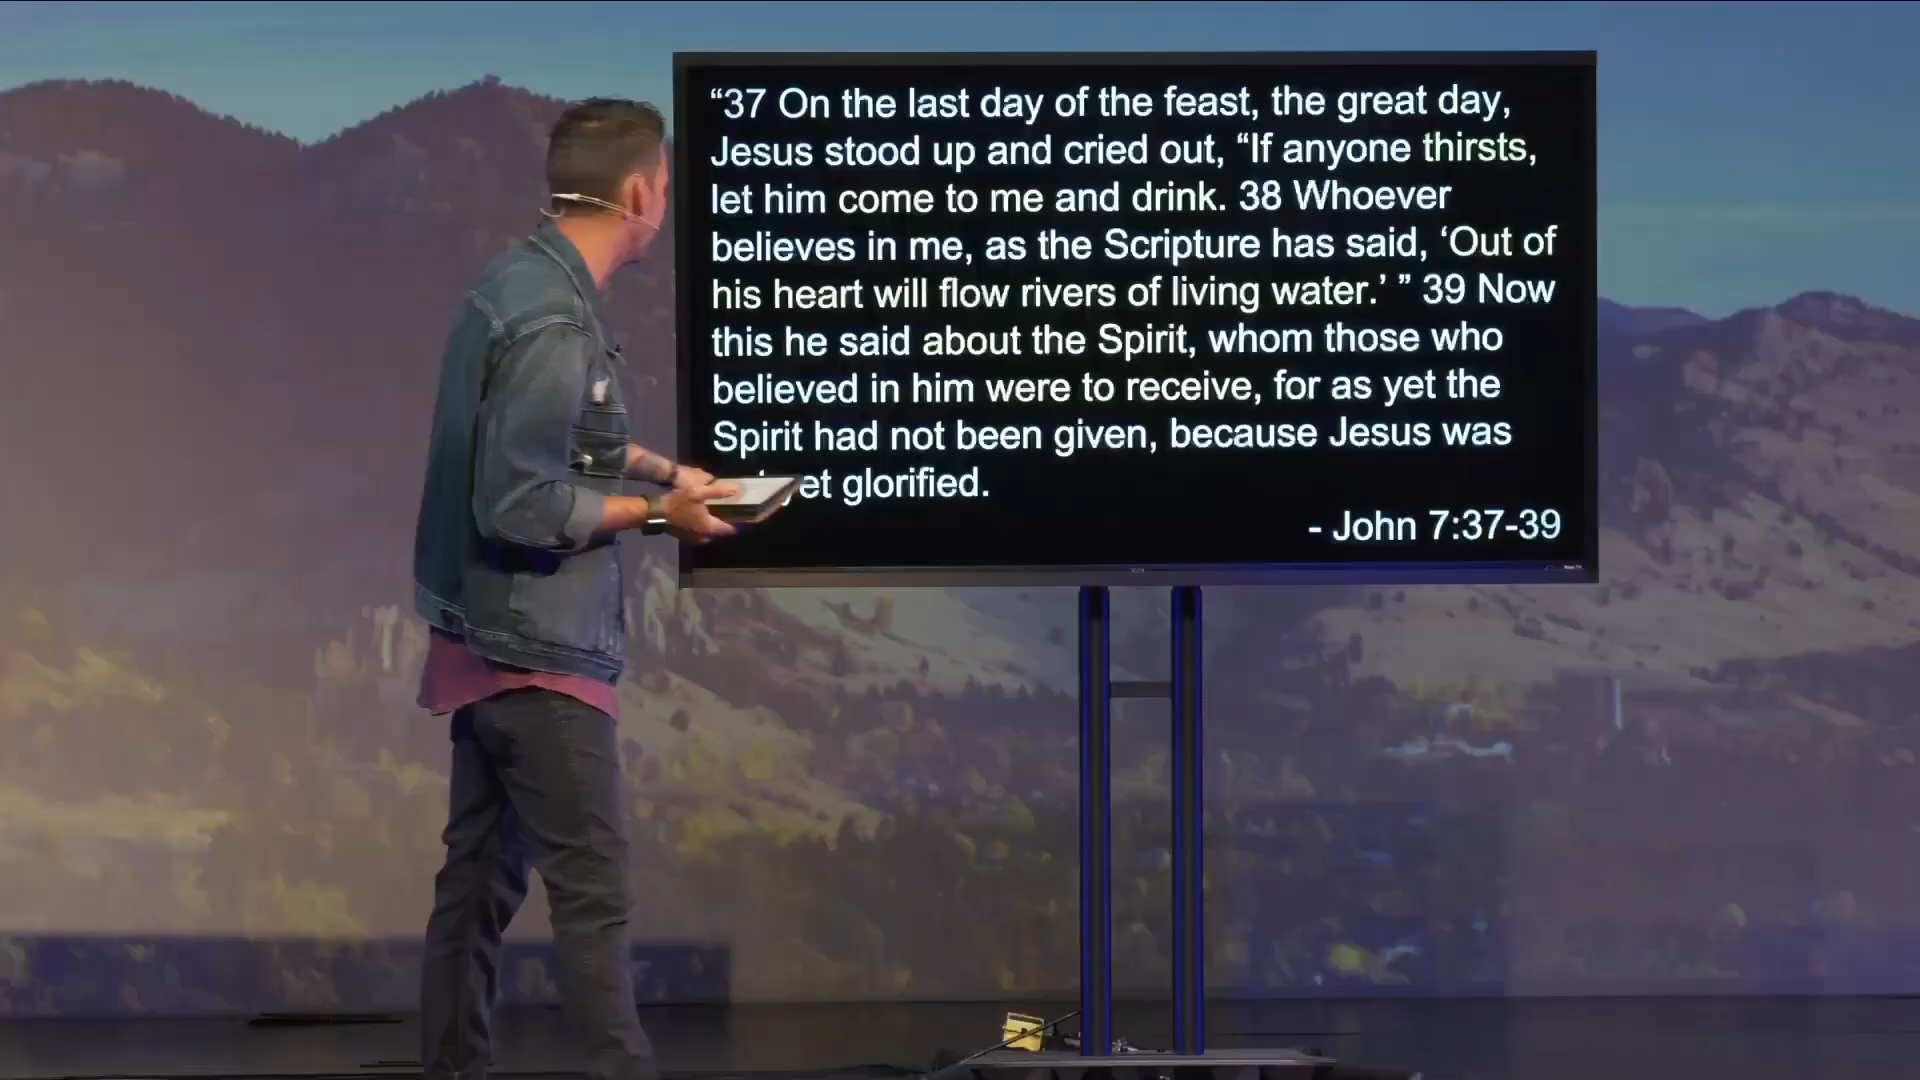 “37 On the last day of the feast, the great day,
Jesus stood up and cried out, “If anyone thirsts,
let him come to me and drink. 38 Whoever
believes in me, as the Scripture has said, ‘Out of
his heart will flow rivers of living water.’ ” 39 Now
this he said about the Spirit, whom those who
believed in him were to receive, for as yet the
Spirit had not been given, because Jesus was
glorified.
- John 7:37-39